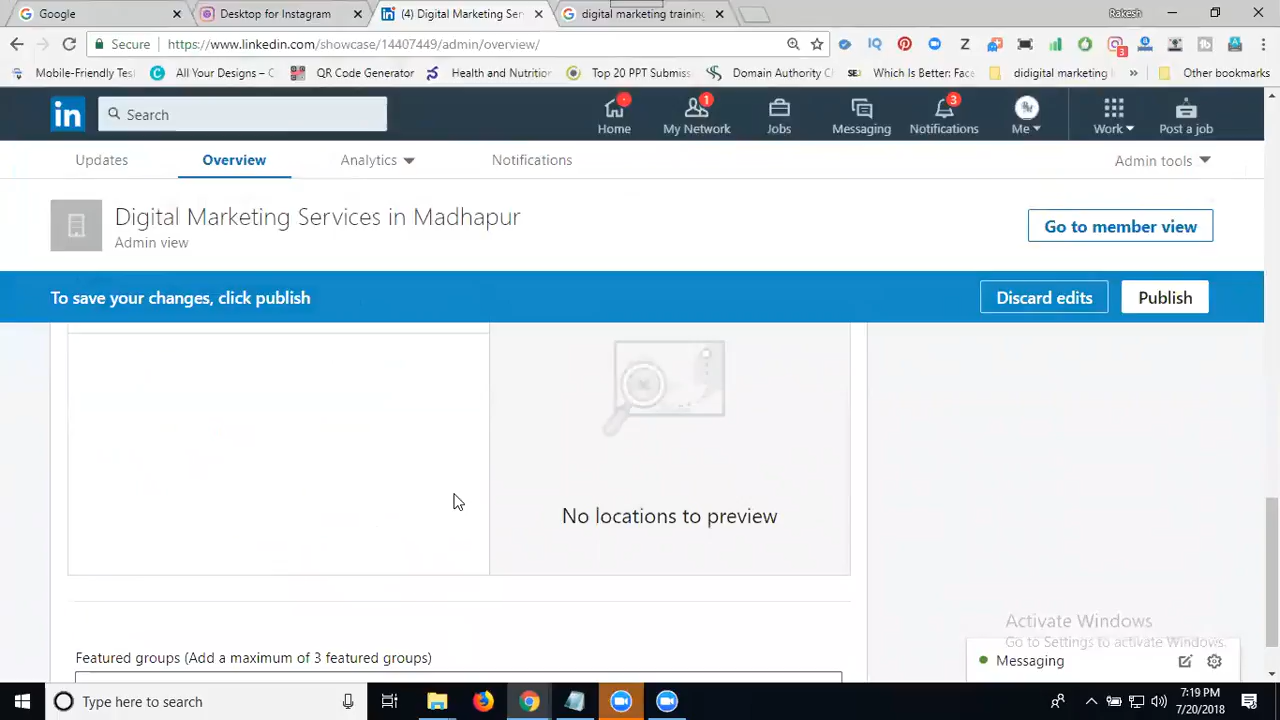 Google
Desktop for Instagram
(4) Digital Marketing Ser
digital marketing training
Rakesh
Secure
https://www.linkedin.com/showcase/14407449/admin/overview/
Mobile-Friendly Tes
All Your Designs – C
QR Code Generator
Health and Nutrition
Top 20 PPT Submiss
Domain Authority C
Which Is Better: Face
didigital marketing
Other bookmarks
Search
Home
My Network
1
Jobs
Messaging
Notifications
3
Me
Work
Post a job
Updates
Overview
Analytics
Notifications
Admin tools
Digital Marketing Services in Madhapur
Admin view
Go to member view
To save your changes, click publish
Discard edits
Publish
No locations to preview
Featured groups (Add a maximum of 3 featured groups)
Activate Windows
Go to Settings to activate Windows.
Messaging
Type here to search
7:19 PM
7/20/2018